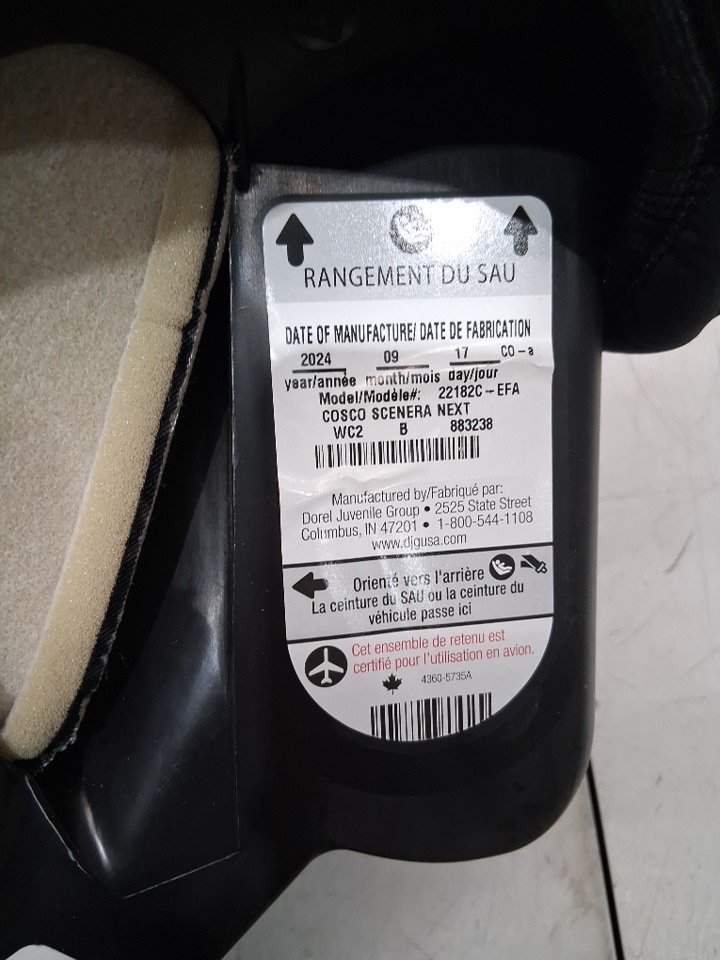 RANGEMENT DU SAU
DATE OF MANUFACTURE/ DATE DE FABRICATION
2024 09 17 CO-a
year/année month/mois day/jour
Model/Modèle#: 22182C-EFA
COSCO SCENERA NEXT
WC2 B 883238
Manufactured by/Fabriqué par:
Dorel Juvenile Group • 2525 State Street
Columbus, IN 47201 • 1-800-544-1108
www.djgusa.com
Orienté vers l'arrière
La ceinture du SAU ou la ceinture du
véhicule passe ici
Cet ensemble de retenu est
certifié pour l'utilisation en avion.
4360-5735A